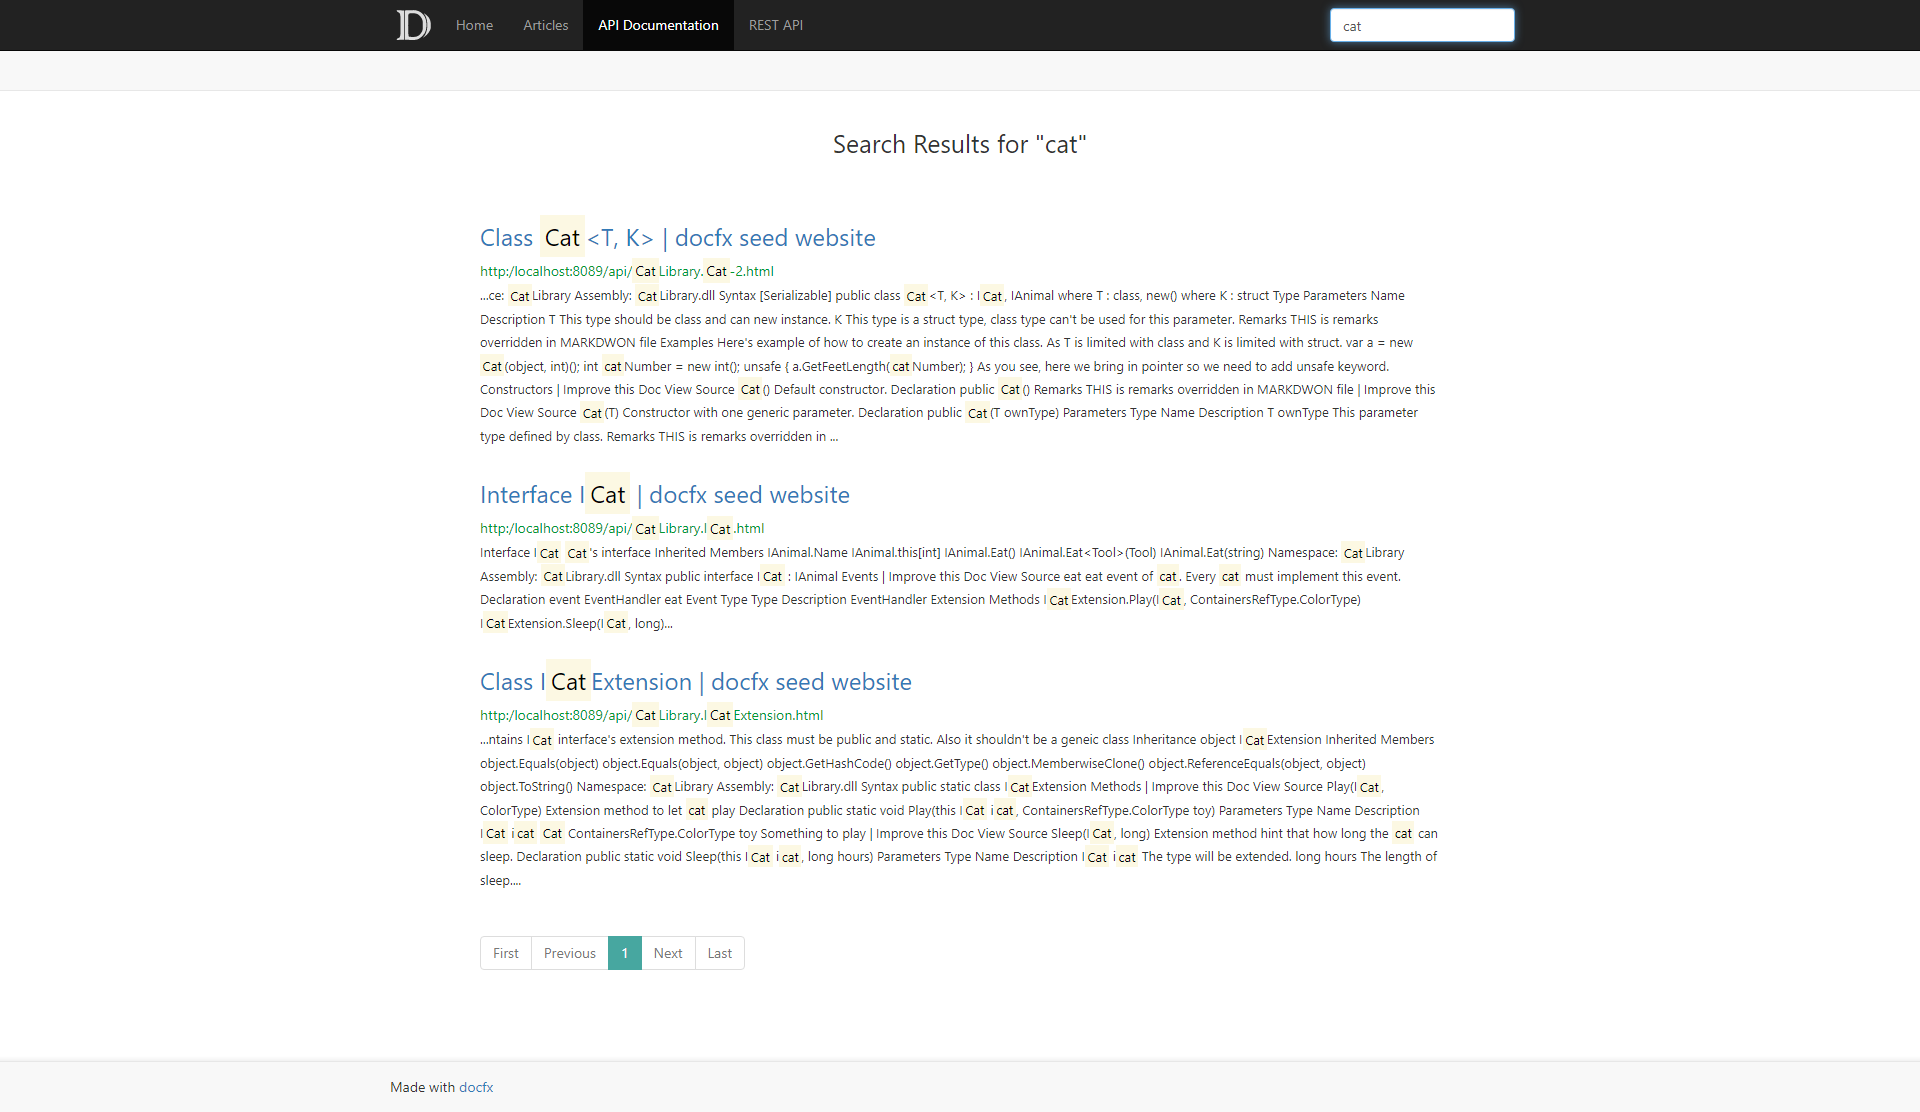 D Home Articles API Documentation REST API cat
Search Results for "cat"
Class Cat<T, K> | docfx seed website
http:/localhost:8089/api/CatLibrary.Cat-2.html
...ce: CatLibrary Assembly: CatLibrary.dll Syntax [Serializable] public class Cat<T, K> : ICat, IAnimal where T : class, new() where K : struct Type Parameters Name
Description T This type should be class and can new instance. K This type is a struct type, class type can't be used for this parameter. Remarks THIS is remarks
overridden in MARKDWON file Examples Here's example of how to create an instance of this class. As T is limited with class and K is limited with struct. var a = new
Cat(object, int)(); int catNumber = new int(); unsafe { a.GetFeetLength(catNumber); } As you see, here we bring in pointer so we need to add unsafe keyword.
Constructors | Improve this Doc View Source Cat() Default constructor. Declaration public Cat() Remarks THIS is remarks overridden in MARKDWON file | Improve this
Doc View Source Cat(T) Constructor with one generic parameter. Declaration public Cat(T ownType) Parameters Type Name Description T ownType This parameter
type defined by class. Remarks THIS is remarks overridden in ...
Interface ICat | docfx seed website
http:/localhost:8089/api/CatLibrary.ICat.html
Interface ICat Cat's interface Inherited Members IAnimal.Name IAnimal.this[int] IAnimal.Eat() IAnimal.Eat<Tool>(Tool) IAnimal.Eat(string) Namespace: CatLibrary
Assembly: CatLibrary.dll Syntax public interface ICat : IAnimal Events | Improve this Doc View Source eat eat event of cat. Every cat must implement this event.
Declaration event EventHandler eat Event Type Type Description EventHandler Extension Methods ICatExtension.Play(ICat, ContainersRefType.ColorType)
ICatExtension.Sleep(ICat, long)...
Class ICatExtension | docfx seed website
http:/localhost:8089/api/CatLibrary.ICatExtension.html
...ntains ICat interface's extension method. This class must be public and static. Also it shouldn't be a geneic class Inheritance object ICatExtension Inherited Members
object.Equals(object) object.Equals(object, object) object.GetHashCode() object.GetType() object.MemberwiseClone() object.ReferenceEquals(object, object)
object.ToString() Namespace: CatLibrary Assembly: CatLibrary.dll Syntax public static class ICatExtension Methods | Improve this Doc View Source Play(ICat,
ColorType) Extension method to let cat play Declaration public static void Play(this ICat icat, ContainersRefType.ColorType toy) Parameters Type Name Description
ICat icat Cat ContainersRefType.ColorType toy Something to play | Improve this Doc View Source Sleep(ICat, long) Extension method hint that how long the cat can
sleep. Declaration public static void Sleep(this ICat icat, long hours) Parameters Type Name Description ICat icat The type will be extended. long hours The length of
sleep....
First Previous 1 Next Last
Made with docfx